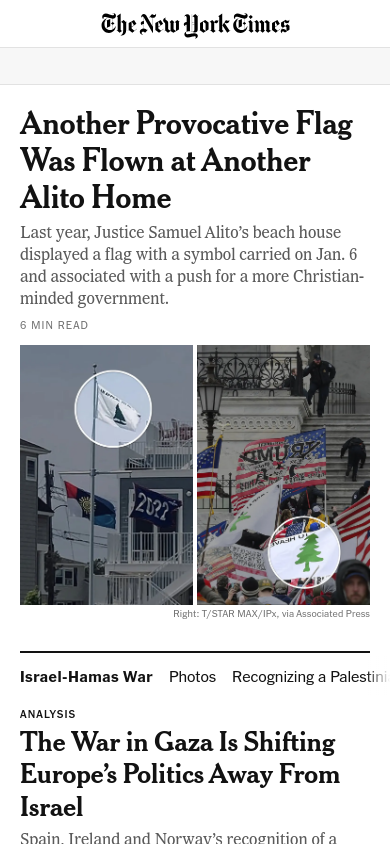 The New York Times
Another Provocative Flag
Was Flown at Another
Alito Home
Last year, Justice Samuel Alito’s beach house
displayed a flag with a symbol carried on Jan. 6
and associated with a push for a more Christian-
minded government.
6 MIN READ
2022
TRUMP
Right: T/STAR MAX/IPx, via Associated Press
Israel-Hamas War Photos Recognizing a Palestini
ANALYSIS
The War in Gaza Is Shifting
Europe’s Politics Away From
Israel
Spain, Ireland and Norway’s recognition of a